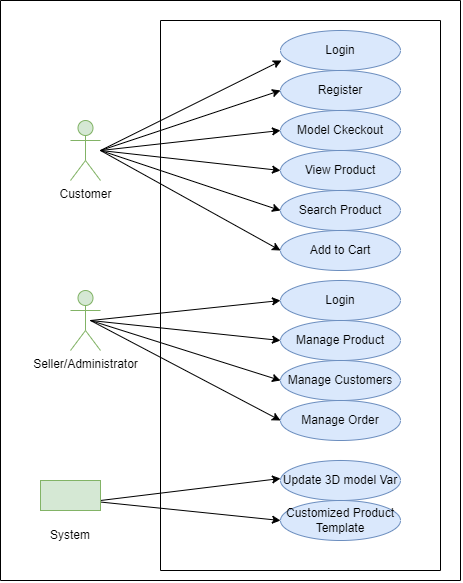 Login
Register
Model Ckeckout
View Product
Search Product
Add to Cart
Customer
Login
Manage Product
Manage Customers
Manage Order
Seller/Administrator
Update 3D model Var
Customized Product
Template
System